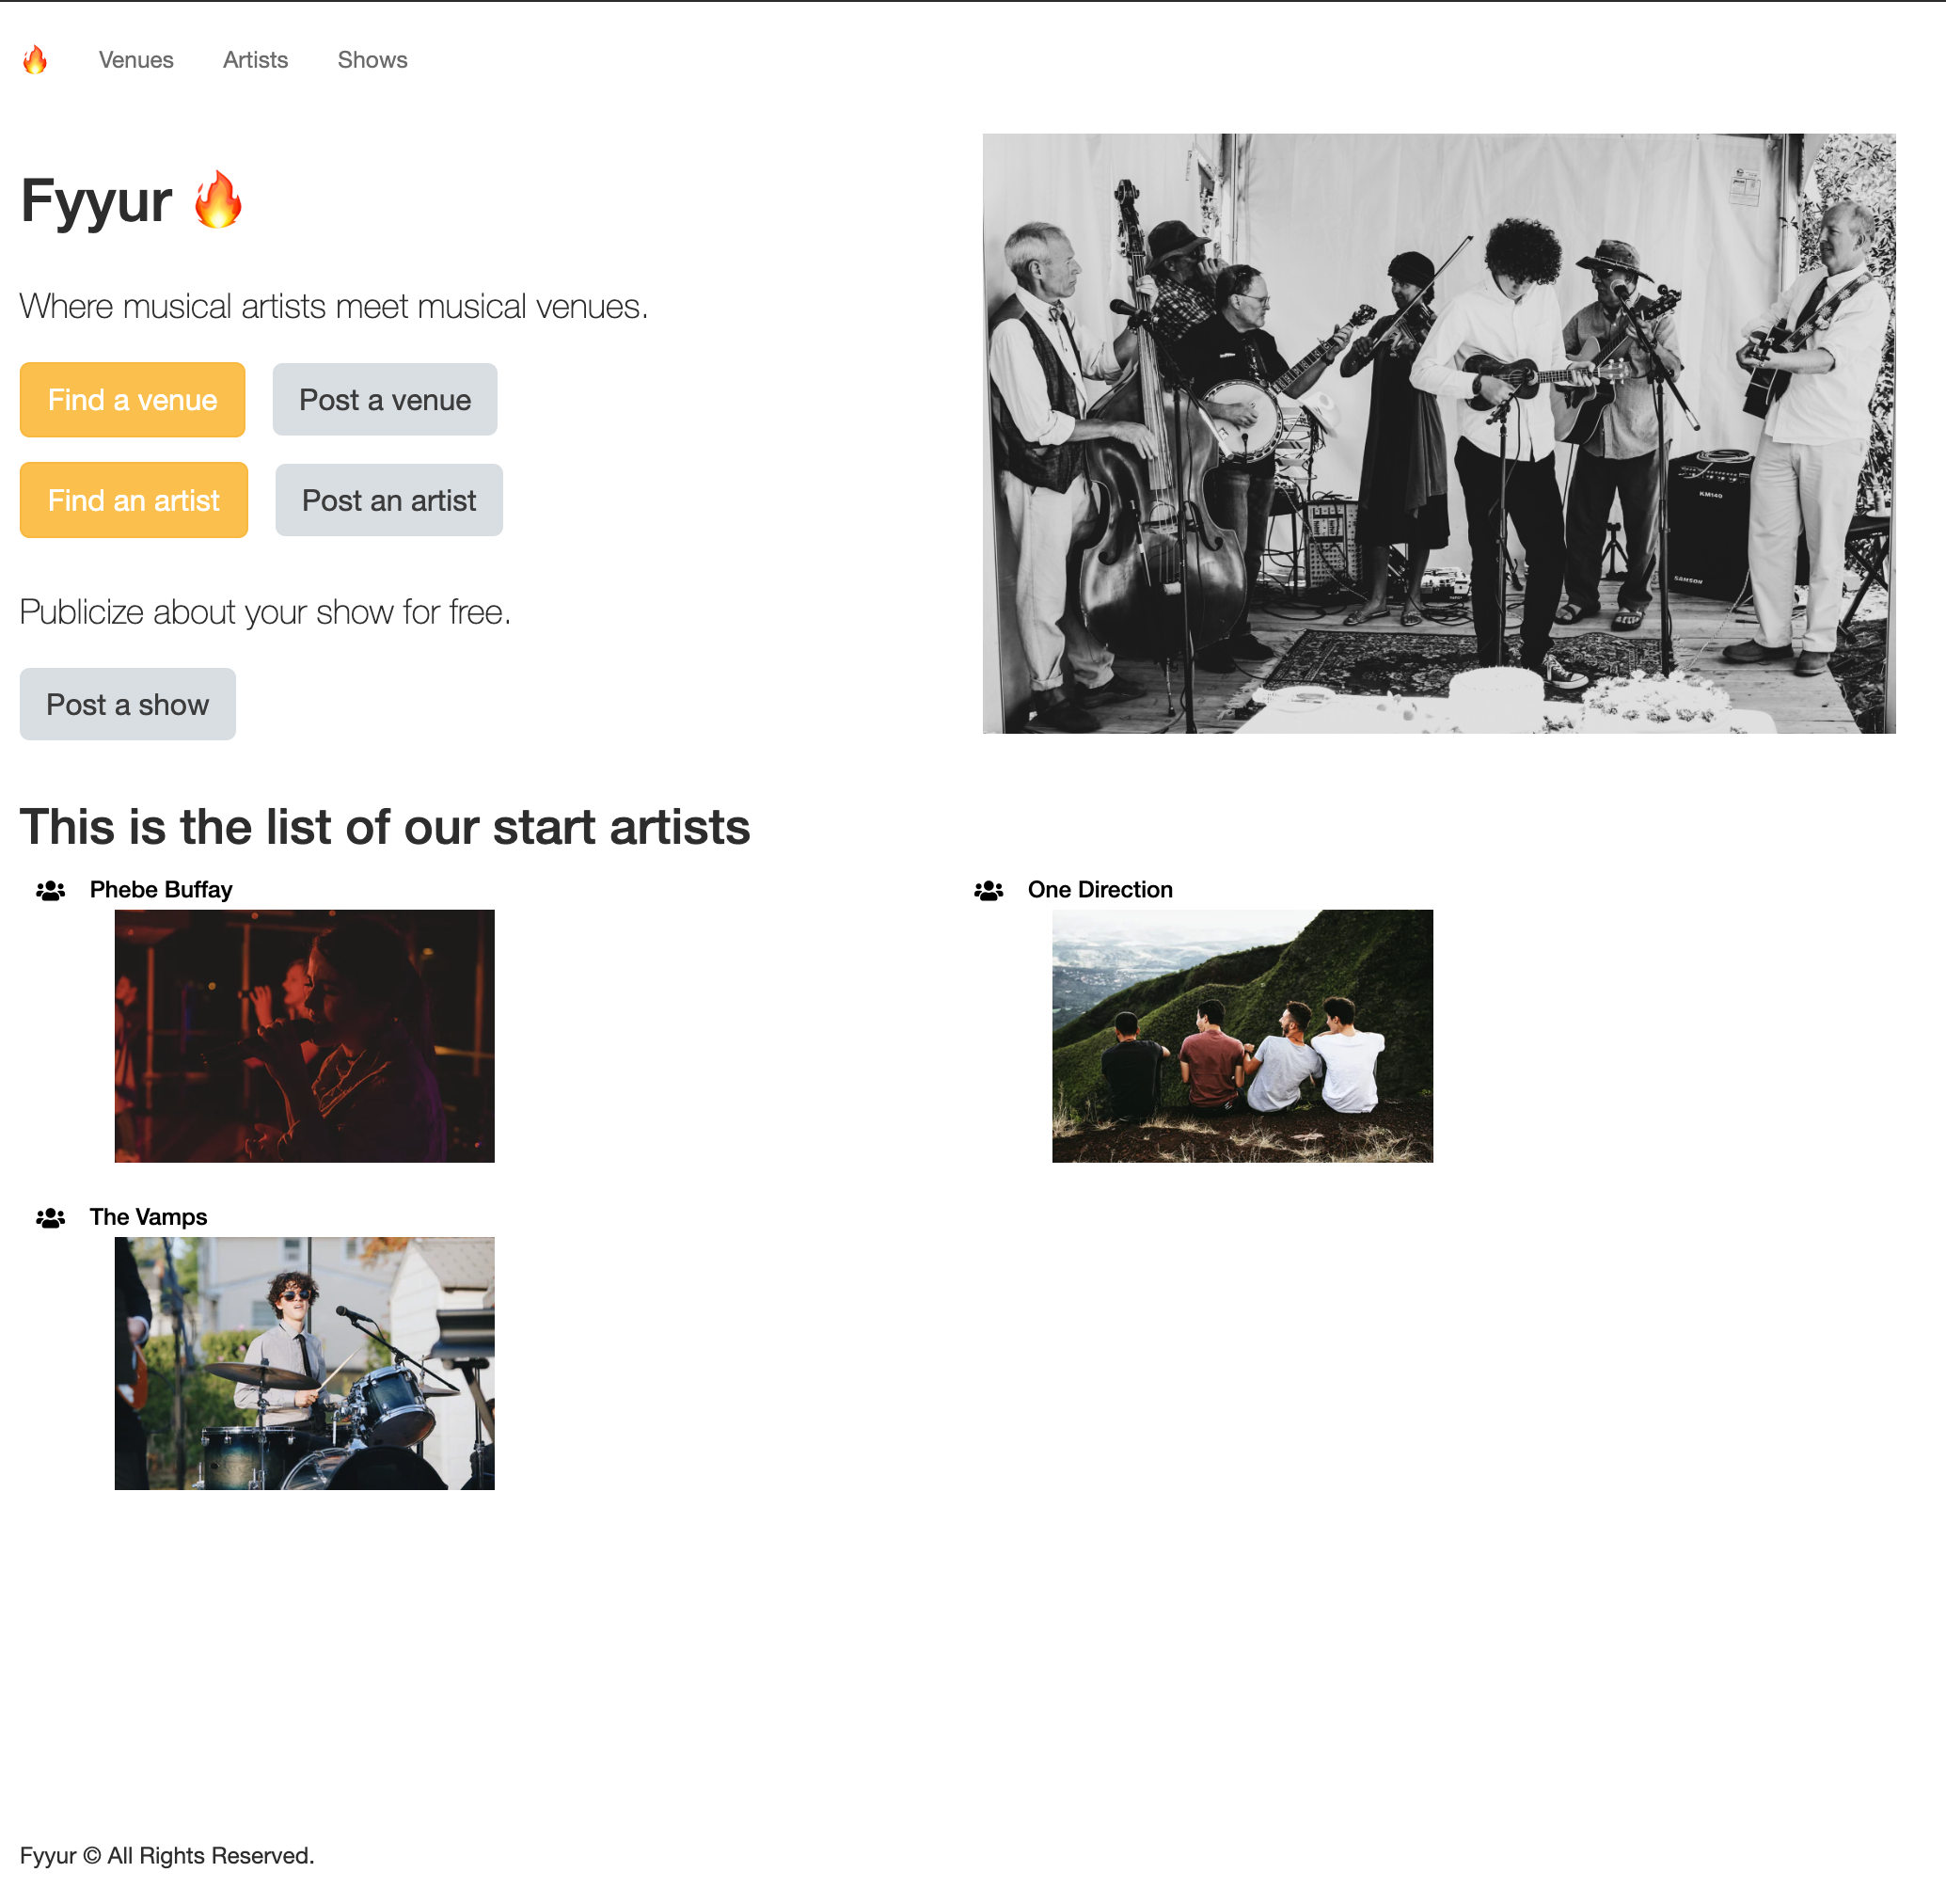 Venues Artists Shows
Fyyur
Where musical artists meet musical venues.
Find a venue Post a venue
Find an artist Post an artist
Publicize about your show for free.
Post a show
KM140
SAMSON
This is the list of our start artists
Phebe Buffay
One Direction
The Vamps
Fyyur © All Rights Reserved.